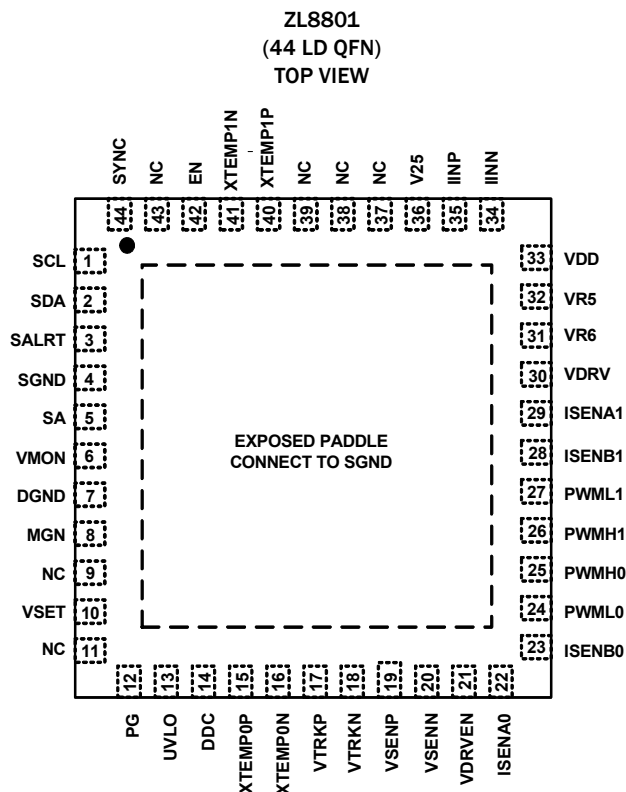 ZL8801
(44 LD QFN)
TOP VIEW
SYNC
NC
EN
XTEMP1N
XTEMP1P
NC
NC
NC
V25
IINP
IINN
44
43
42
41
40
39
38
37
36
35
34
SCL 1
SDA 2
SALRT 3
SGND 4
SA 5
VMON 6
DGND 7
MGN 8
NC 9
VSET 10
NC 11
EXPOSED PADDLE
CONNECT TO SGND
33 VDD
32 VR5
31 VR6
30 VDRV
29 ISENA1
28 ISENB1
27 PWML1
26 PWMH1
25 PWMH0
24 PWML0
23 ISENB0
12
13
14
15
16
17
18
19
20
21
22
PG
UVLO
DDC
XTEMP0P
XTEMP0N
VTRKP
VTRKN
VSENP
VSENN
VDRVEN
ISENA0